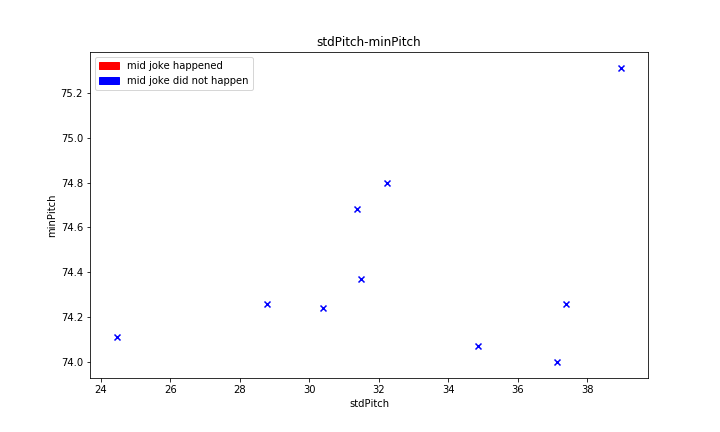 stdPitch-minPitch
mid joke happened
mid joke did not happen
75.2
75.0
74.8
74.6
74.4
74.2
74.0
minPitch
24 26 28 30 32 34 36 38
stdPitch